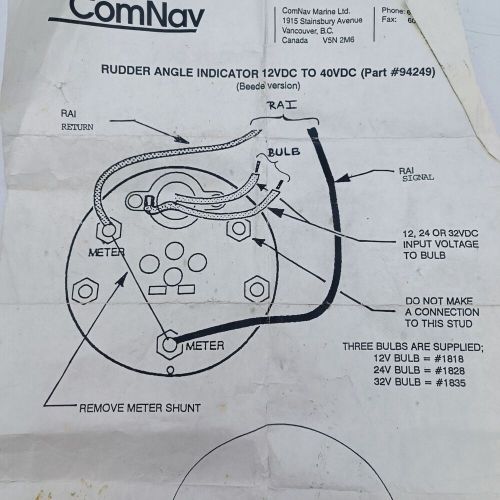 ComNav
ComNav Marine Ltd.
1915 Stainsbury Avenue
Vancouver, B.C.
Canada V5N 2M6
Phone:
Fax:
RUDDER ANGLE INDICATOR 12VDC TO 40VDC (Part #94249)
(Beede version)
RAI
RAI
RETURN
BULB
RAI
SIGNAL
12, 24 OR 32VDC
INPUT VOLTAGE
TO BULB
METER
DO NOT MAKE
A CONNECTION
TO THIS STUD
METER
THREE BULBS ARE SUPPLIED;
12V BULB = #1818
24V BULB = #1828
32V BULB = #1835
REMOVE METER SHUNT